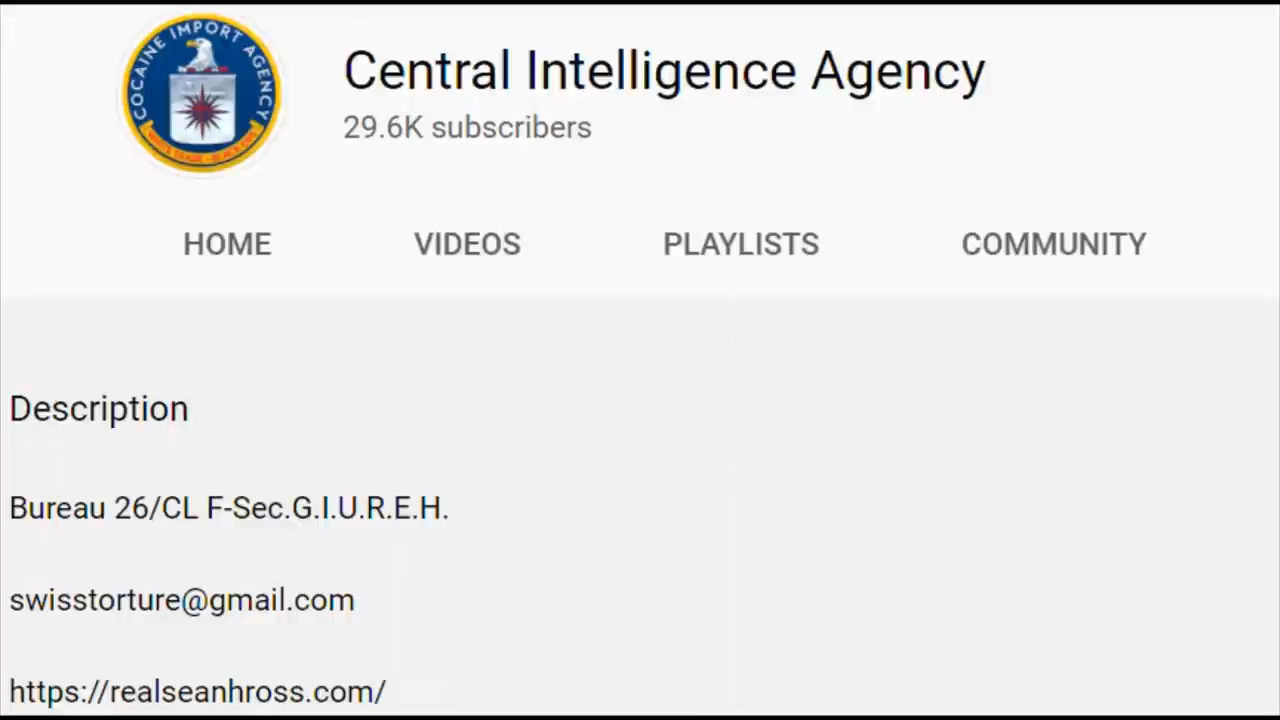 COCAINE IMPORT AGENCY
Central Intelligence Agency
29.6K subscribers
HOME VIDEOS PLAYLISTS COMMUNITY
Description
Bureau 26/CL F-Sec.G.I.U.R.E.H.
swisstorture@gmail.com
https://realseanhross.com/